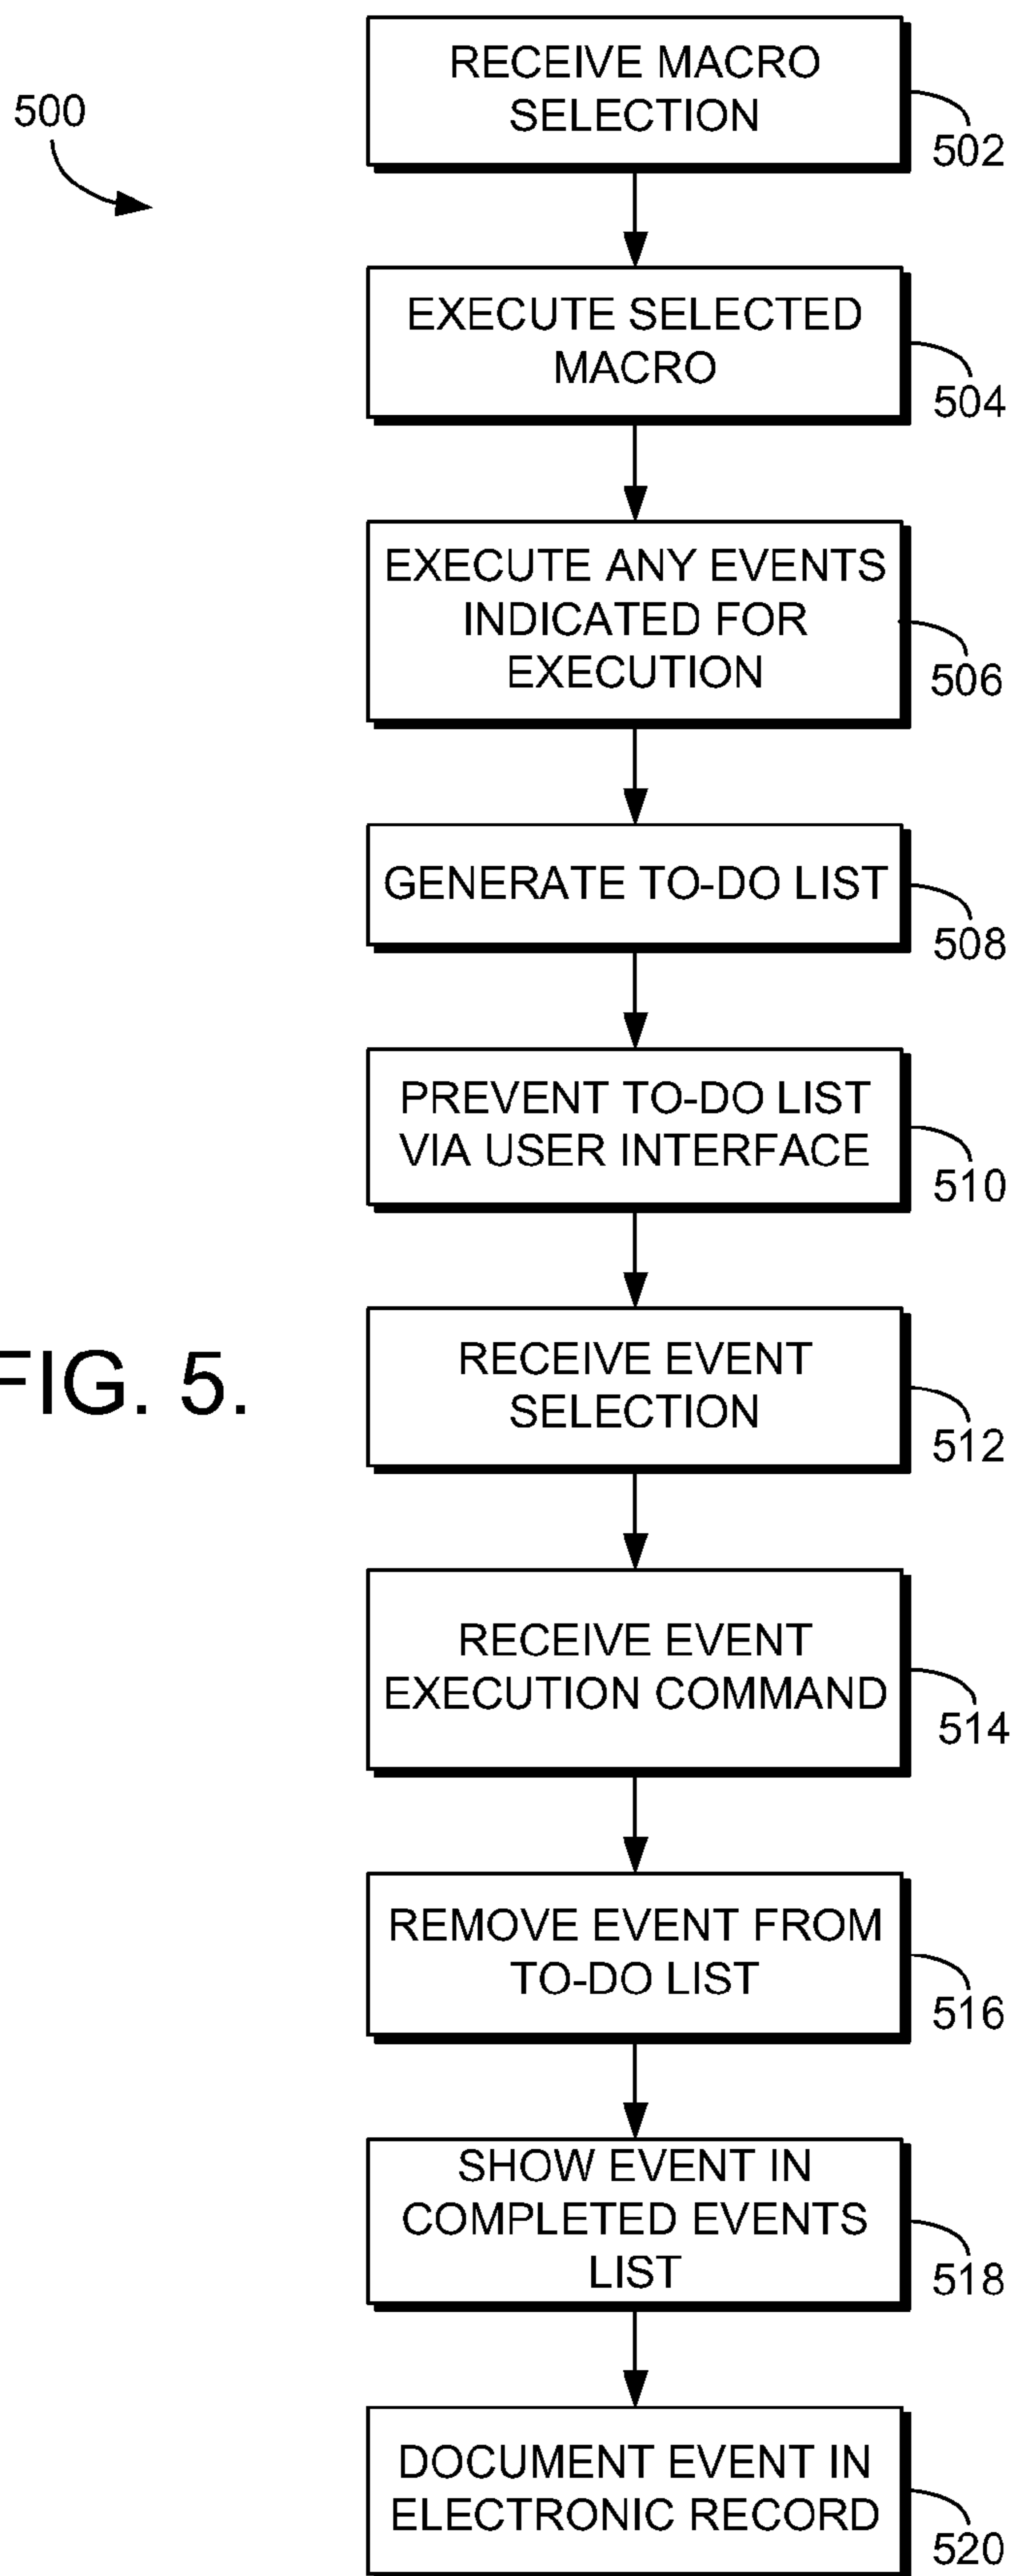 500
RECEIVE MACRO
SELECTION
502
EXECUTE SELECTED
MACRO
504
EXECUTE ANY EVENTS
INDICATED FOR
EXECUTION
506
GENERATE TO-DO LIST
508
PREVENT TO-DO LIST
VIA USER INTERFACE
510
FIG. 5.
RECEIVE EVENT
SELECTION
512
RECEIVE EVENT
EXECUTION COMMAND
514
REMOVE EVENT FROM
TO-DO LIST
516
SHOW EVENT IN
COMPLETED EVENTS
LIST
518
DOCUMENT EVENT IN
ELECTRONIC RECORD
520